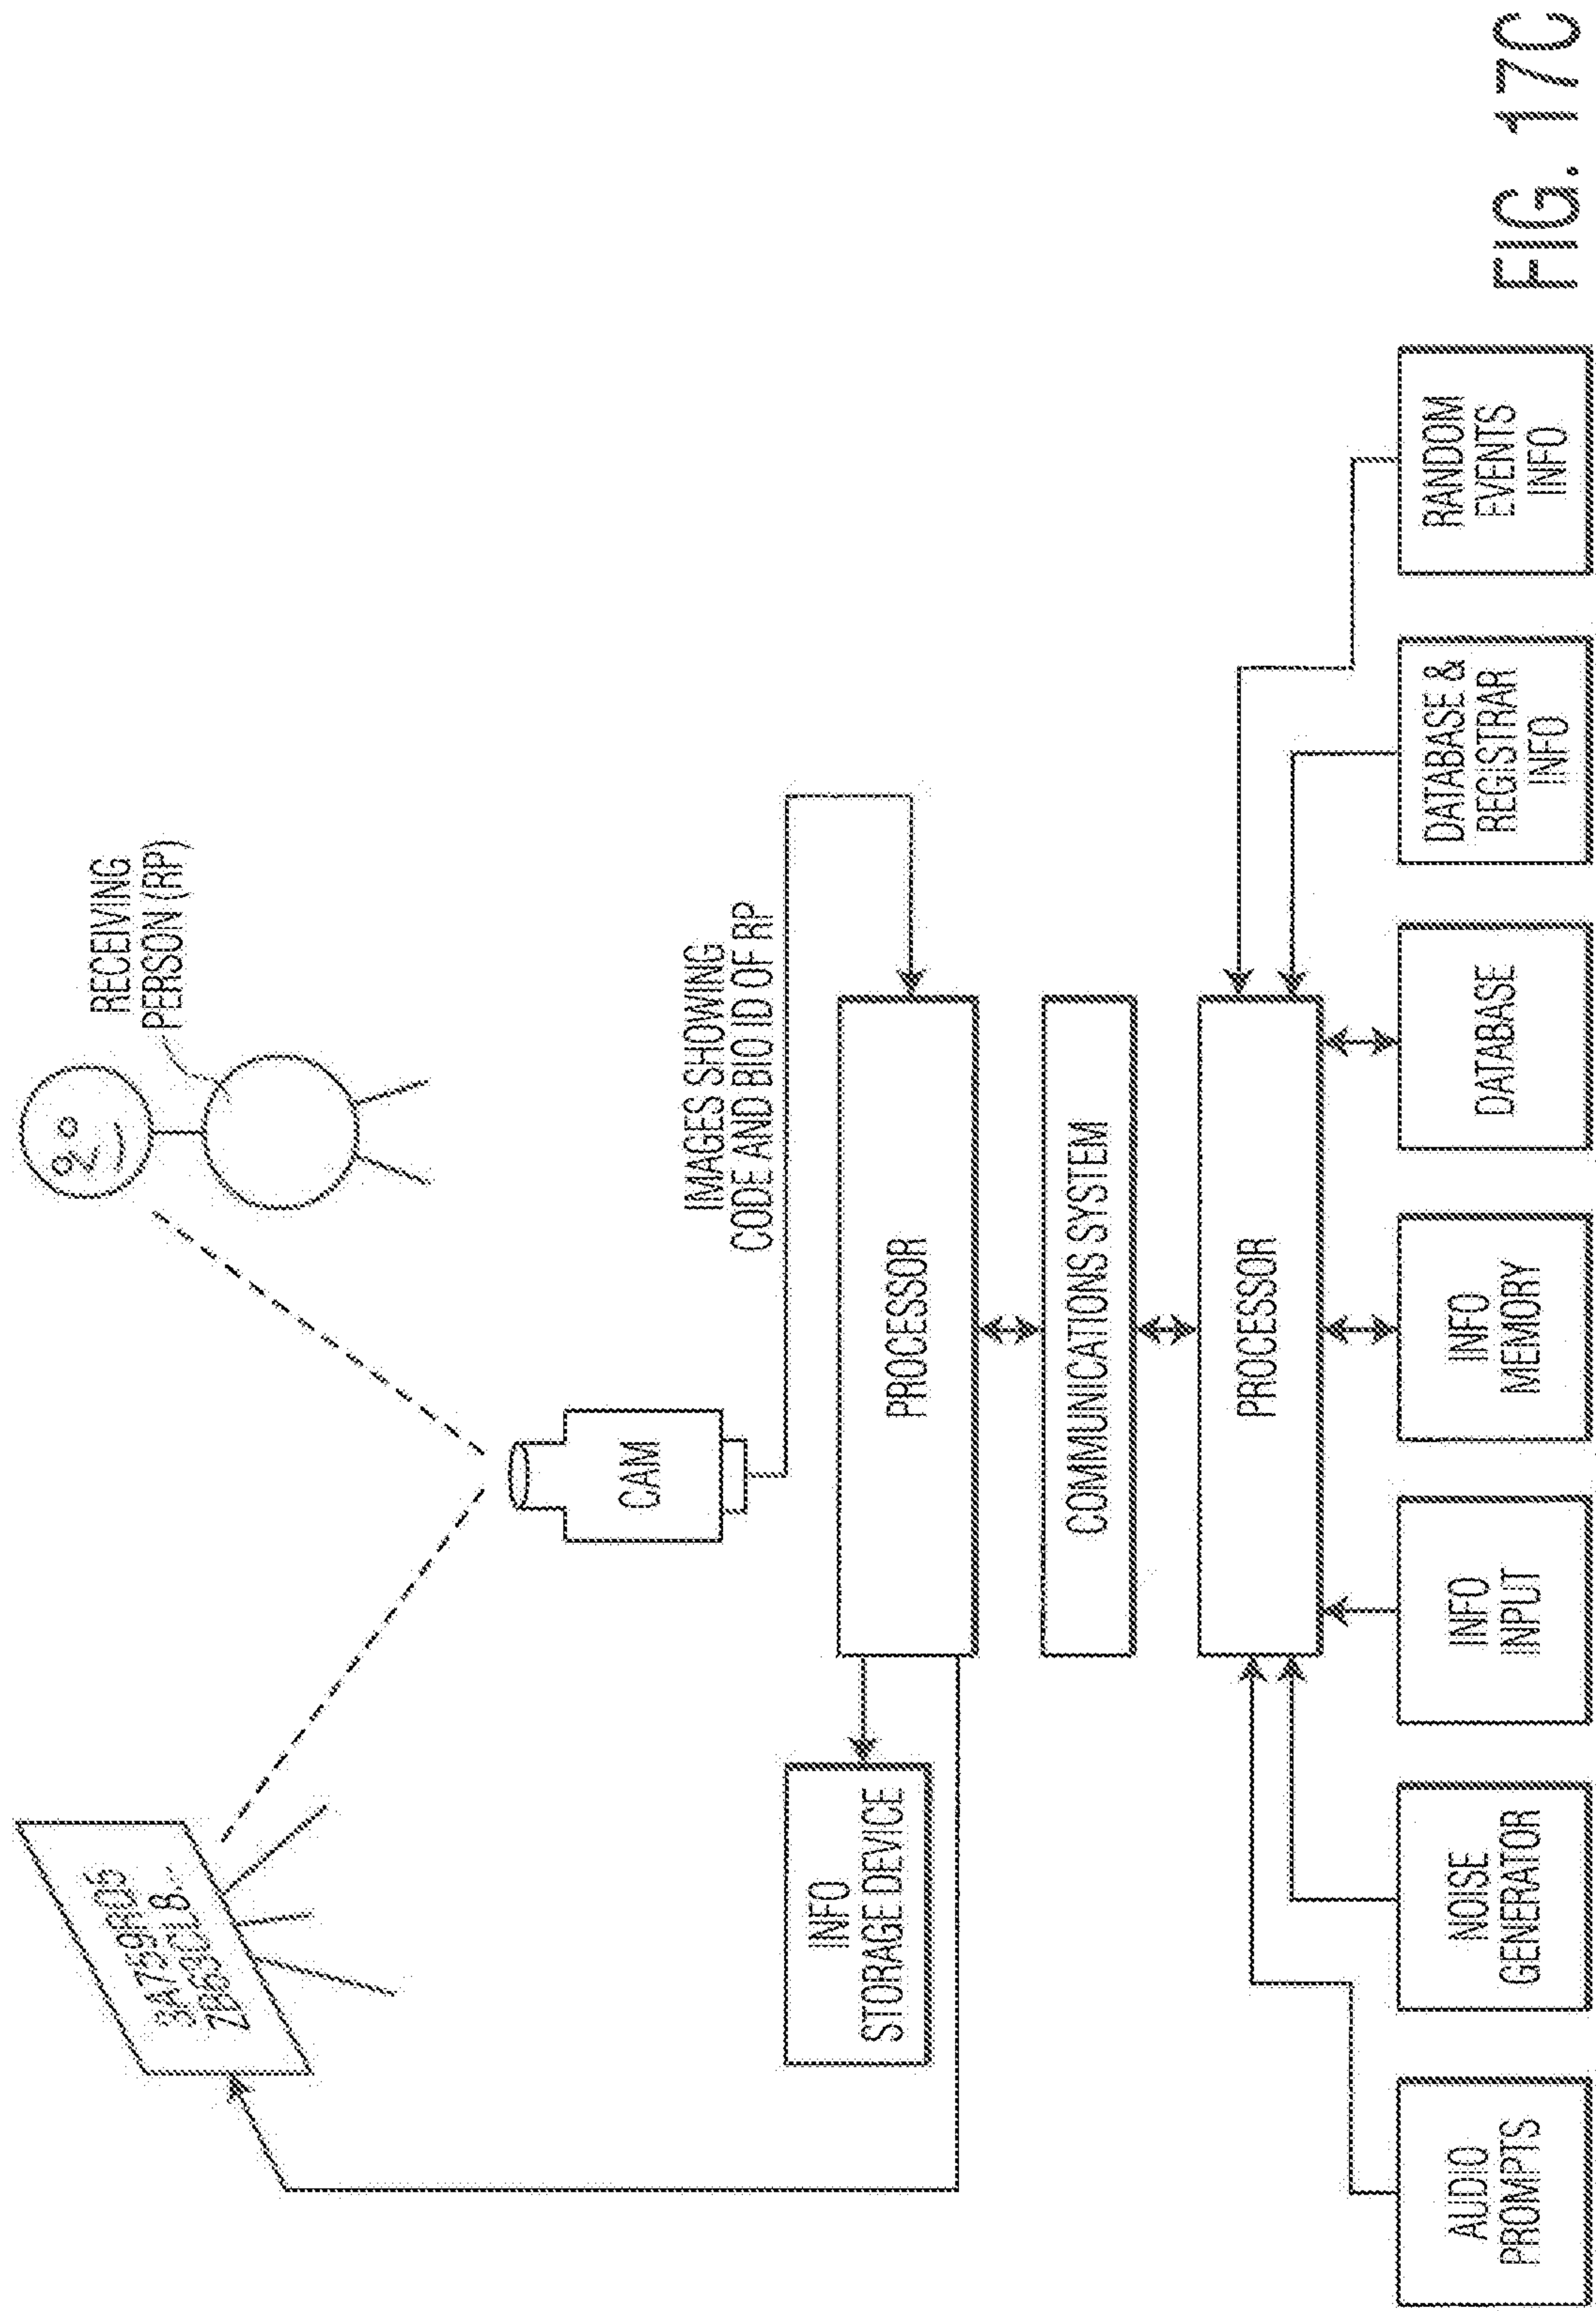 RECEIVING
PERSON (RP)
CAM
IMAGES SHOWING
CODE AND BIO ID OF RP
INFO
STORAGE DEVICE
PROCESSOR
COMMUNICATIONS SYSTEM
PROCESSOR
AUDIO
PROMPTS
NOISE
GENERATOR
INFO
INPUT
INFO
MEMORY
DATABASE
DATABASE &
REGISTRAR
INFO
RANDOM
EVENTS
INFO
FIG. 17C